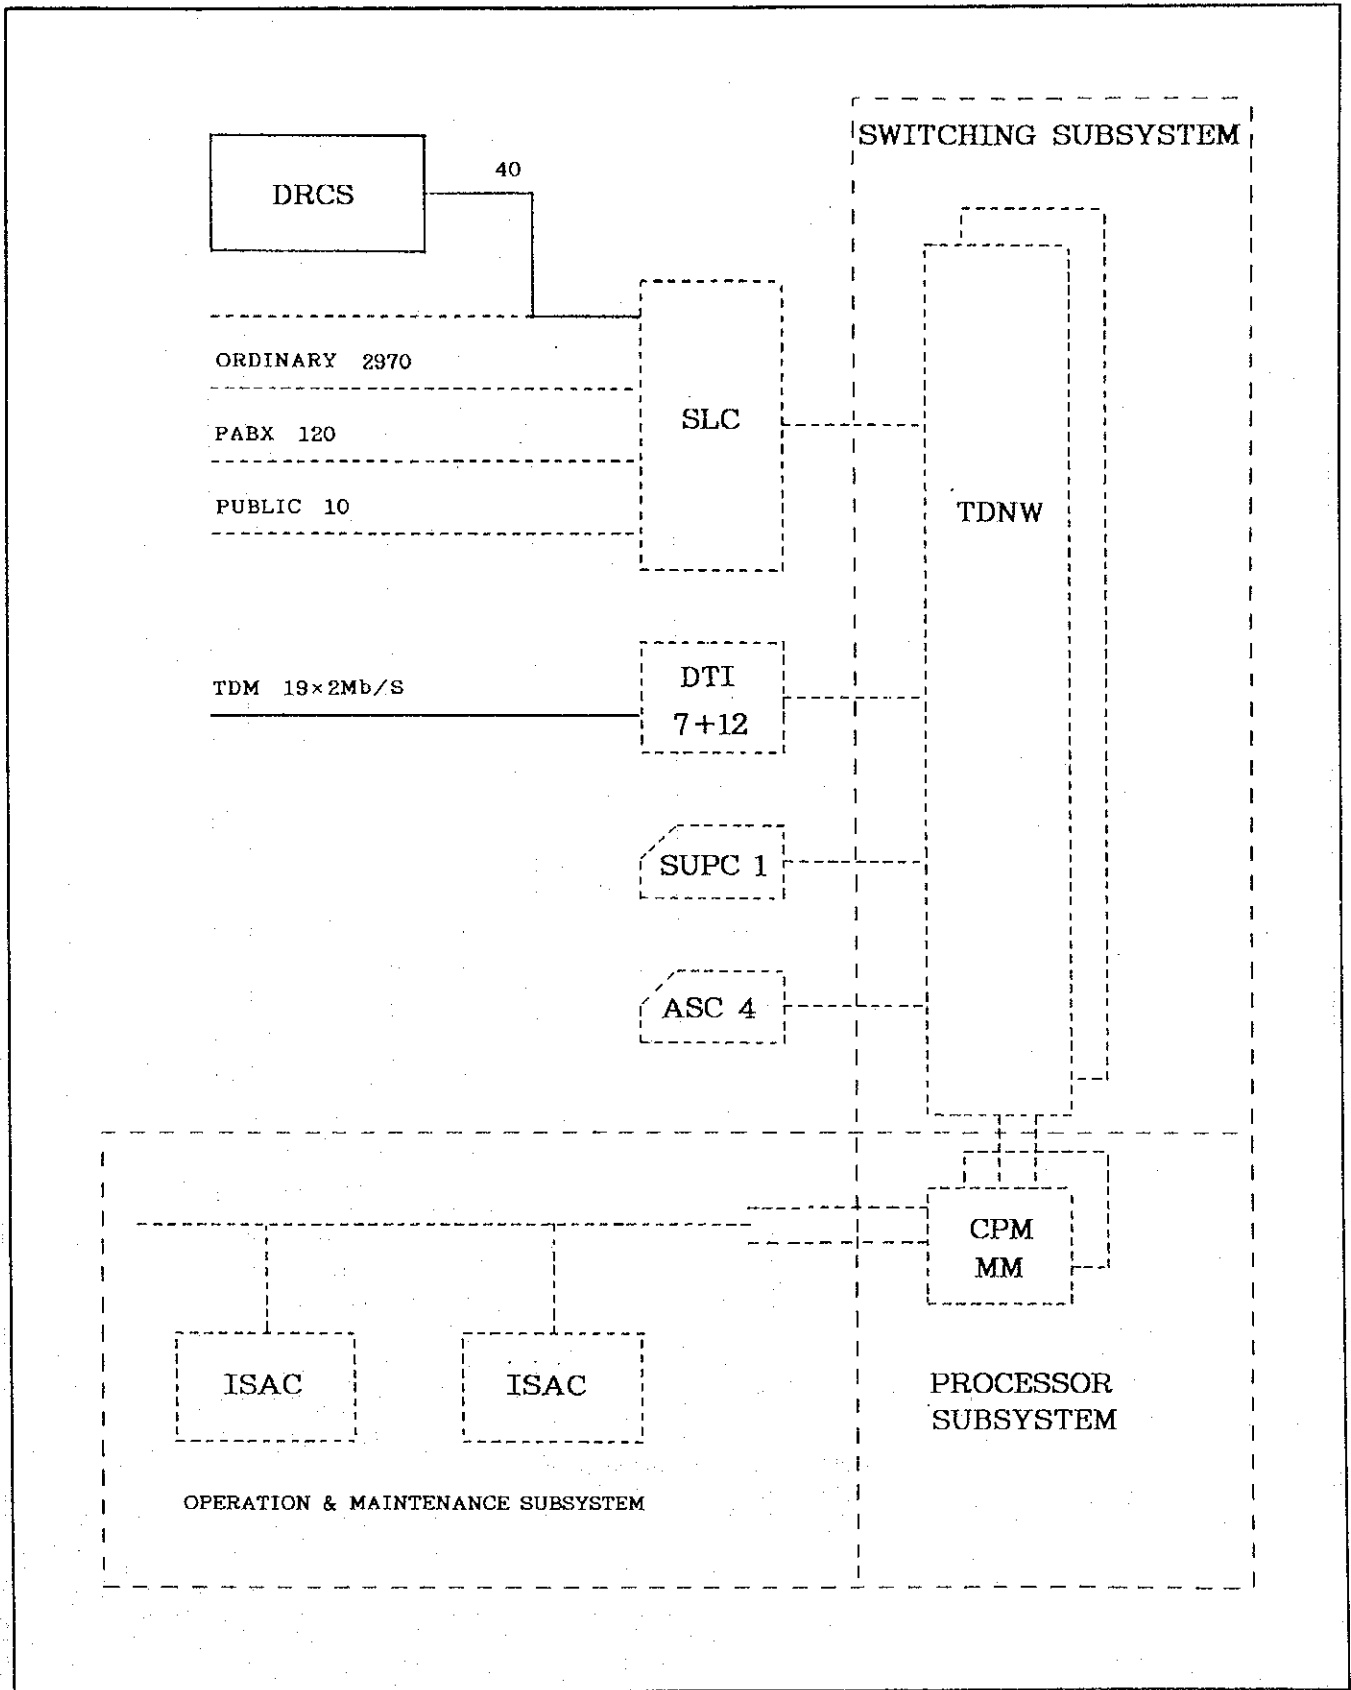 SWITCHING SUBSYSTEM
40
DRCS
ORDINARY 2970
SLC
PABX 120
PUBLIC 10
TDNW
TDM 19×2Mb/S
DTI
7+12
SUPC 1
ASC 4
CPM
MM
ISAC
ISAC
PROCESSOR
SUBSYSTEM
OPERATION & MAINTENANCE SUBSYSTEM